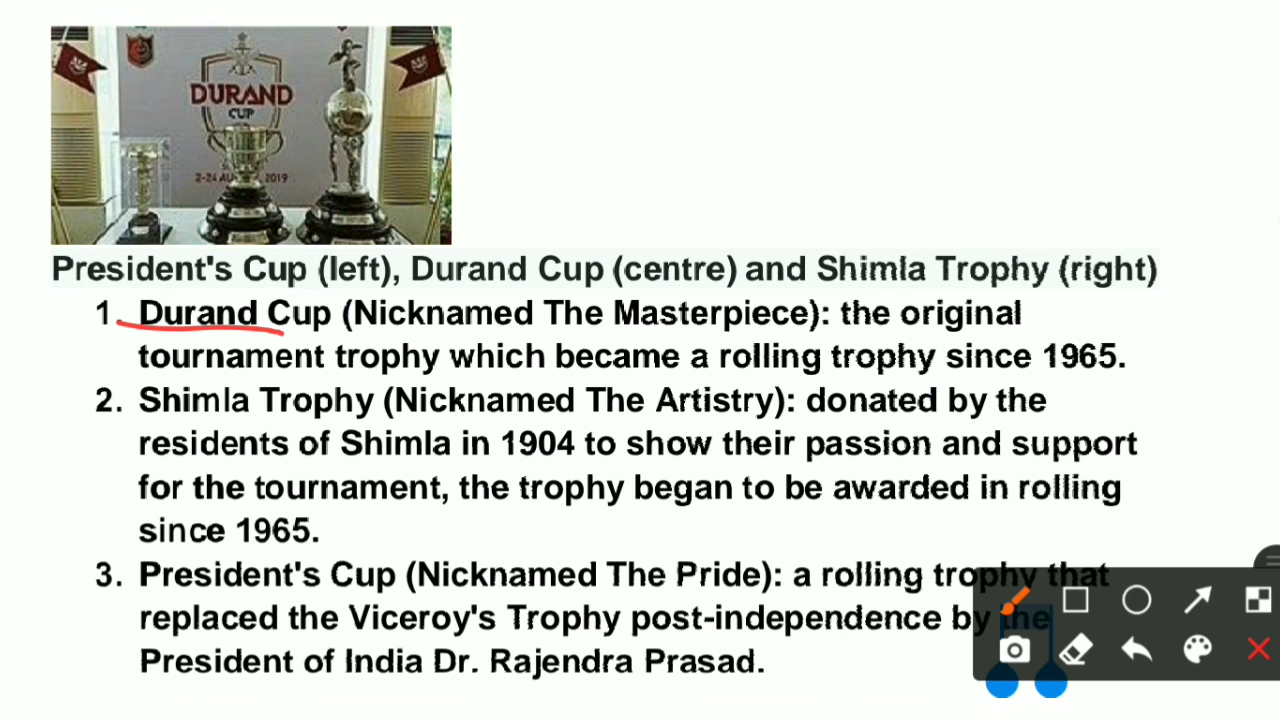 DURAND
CUP
2-24 AU 2019
President's Cup (left), Durand Cup (centre) and Shimla Trophy (right)
1. Durand Cup (Nicknamed The Masterpiece): the original
tournament trophy which became a rolling trophy since 1965.
2. Shimla Trophy (Nicknamed The Artistry): donated by the
residents of Shimla in 1904 to show their passion and support
for the tournament, the trophy began to be awarded in rolling
since 1965.
3. President's Cup (Nicknamed The Pride): a rolling trophy that
replaced the Viceroy's Trophy post-independence by the
President of India Dr. Rajendra Prasad.